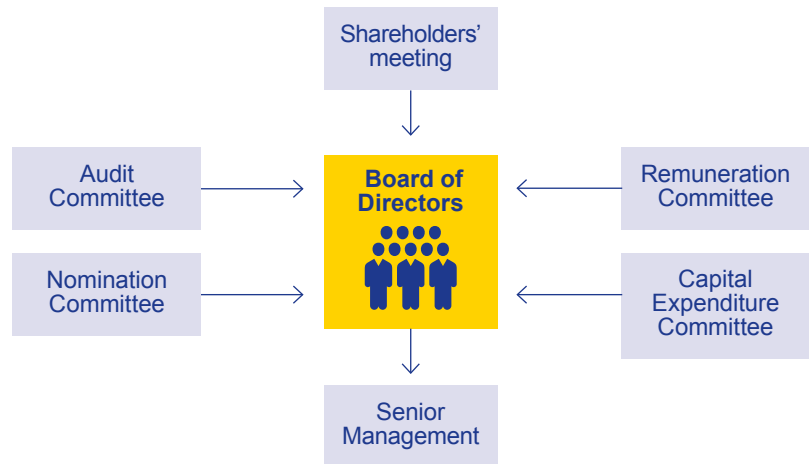 Shareholders’
meeting
Audit
Committee
Board of
Directors
Remuneration
Committee
Nomination
Committee
Capital
Expenditure
Committee
Senior
Management